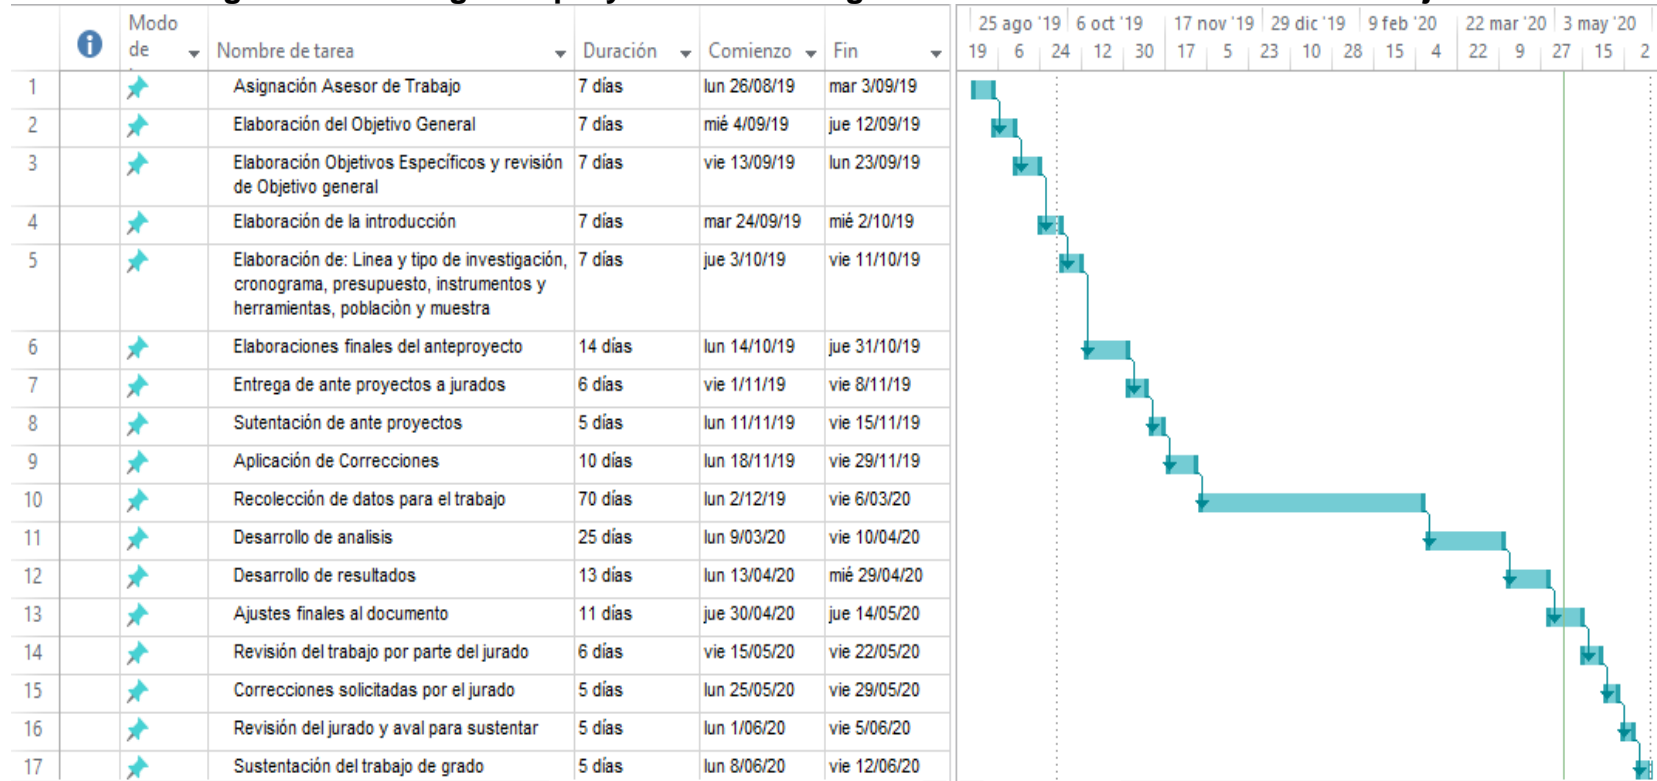 Modo
de
Nombre de tarea Duración Comienzo Fin
25 ago '19 6 oct '19 17 nov '19 29 dic '19 9 feb '20 22 mar '20 3 may '20
19 6 24 12 30 17 5 23 10 28 15 4 22 9 27 15 2
1 Asignación Asesor de Trabajo 7 días lun 26/08/19 mar 3/09/19
2 Elaboración del Objetivo General 7 días mié 4/09/19 jue 12/09/19
3 Elaboración Objetivos Específicos y revisión 7 días vie 13/09/19 lun 23/09/19
de Objetivo general
4 Elaboración de la introducción 7 días mar 24/09/19 mié 2/10/19
5 Elaboración de: Linea y tipo de investigación, 7 días jue 3/10/19 vie 11/10/19
cronograma, presupuesto, instrumentos y
herramientas, poblaciòn y muestra
6 Elaboraciones finales del anteproyecto 14 días lun 14/10/19 jue 31/10/19
7 Entrega de ante proyectos a jurados 6 días vie 1/11/19 vie 8/11/19
8 Sutentación de ante proyectos 5 días lun 11/11/19 vie 15/11/19
9 Aplicación de Correcciones 10 días lun 18/11/19 vie 29/11/19
10 Recolección de datos para el trabajo 70 días lun 2/12/19 vie 6/03/20
11 Desarrollo de analisis 25 días lun 9/03/20 vie 10/04/20
12 Desarrollo de resultados 13 días lun 13/04/20 mié 29/04/20
13 Ajustes finales al documento 11 días jue 30/04/20 jue 14/05/20
14 Revisión del trabajo por parte del jurado 6 días vie 15/05/20 vie 22/05/20
15 Correcciones solicitadas por el jurado 5 días lun 25/05/20 vie 29/05/20
16 Revisión del jurado y aval para sustentar 5 días lun 1/06/20 vie 5/06/20
17 Sustentación del trabajo de grado 5 días lun 8/06/20 vie 12/06/20